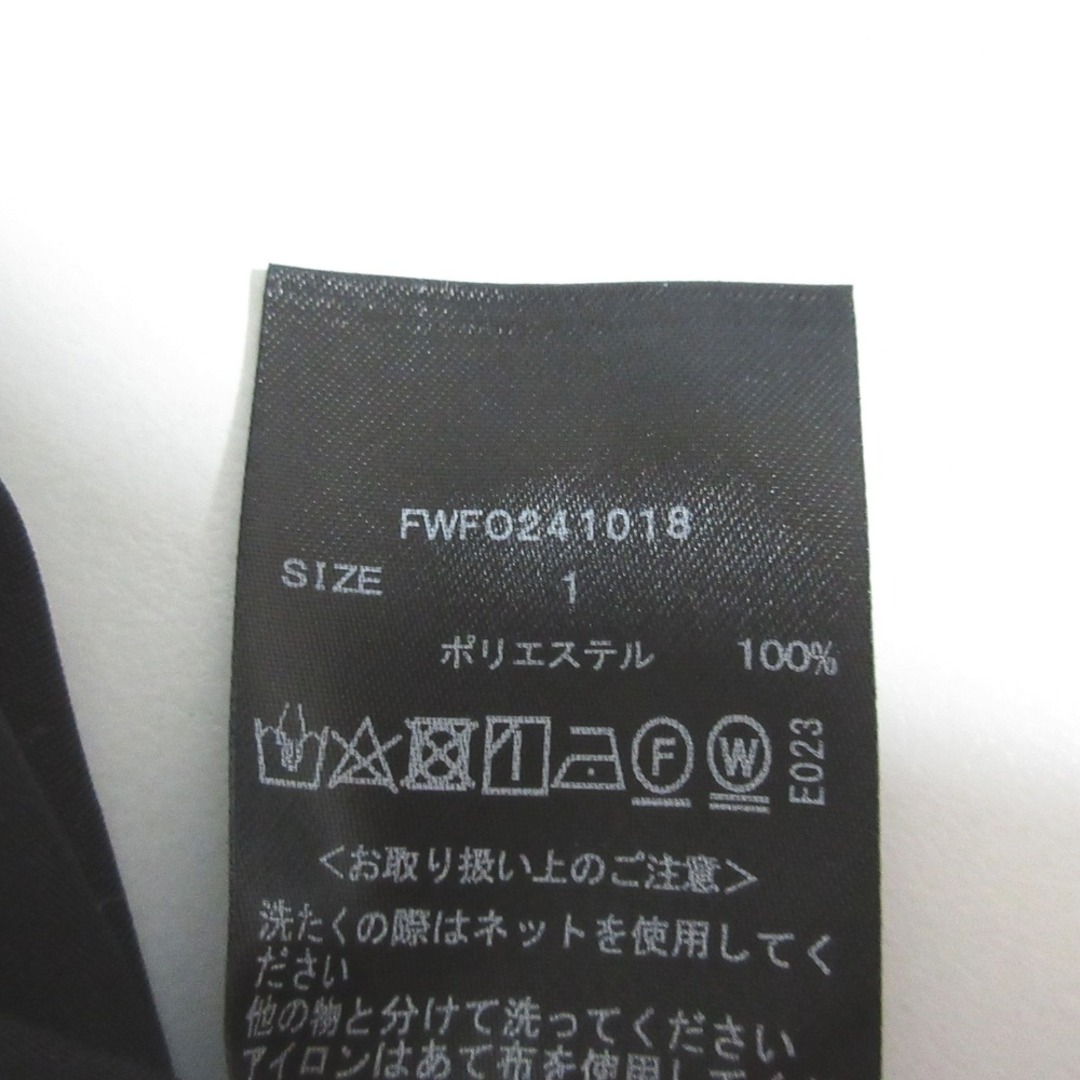 FWFO241018
SIZE 1
ポリエステル 100%
F W E023
<お取り扱い上のご注意>
洗たくの際はネットを使用してく
ださい
他の物と分けて洗ってください
アイロンはあて布を使用して